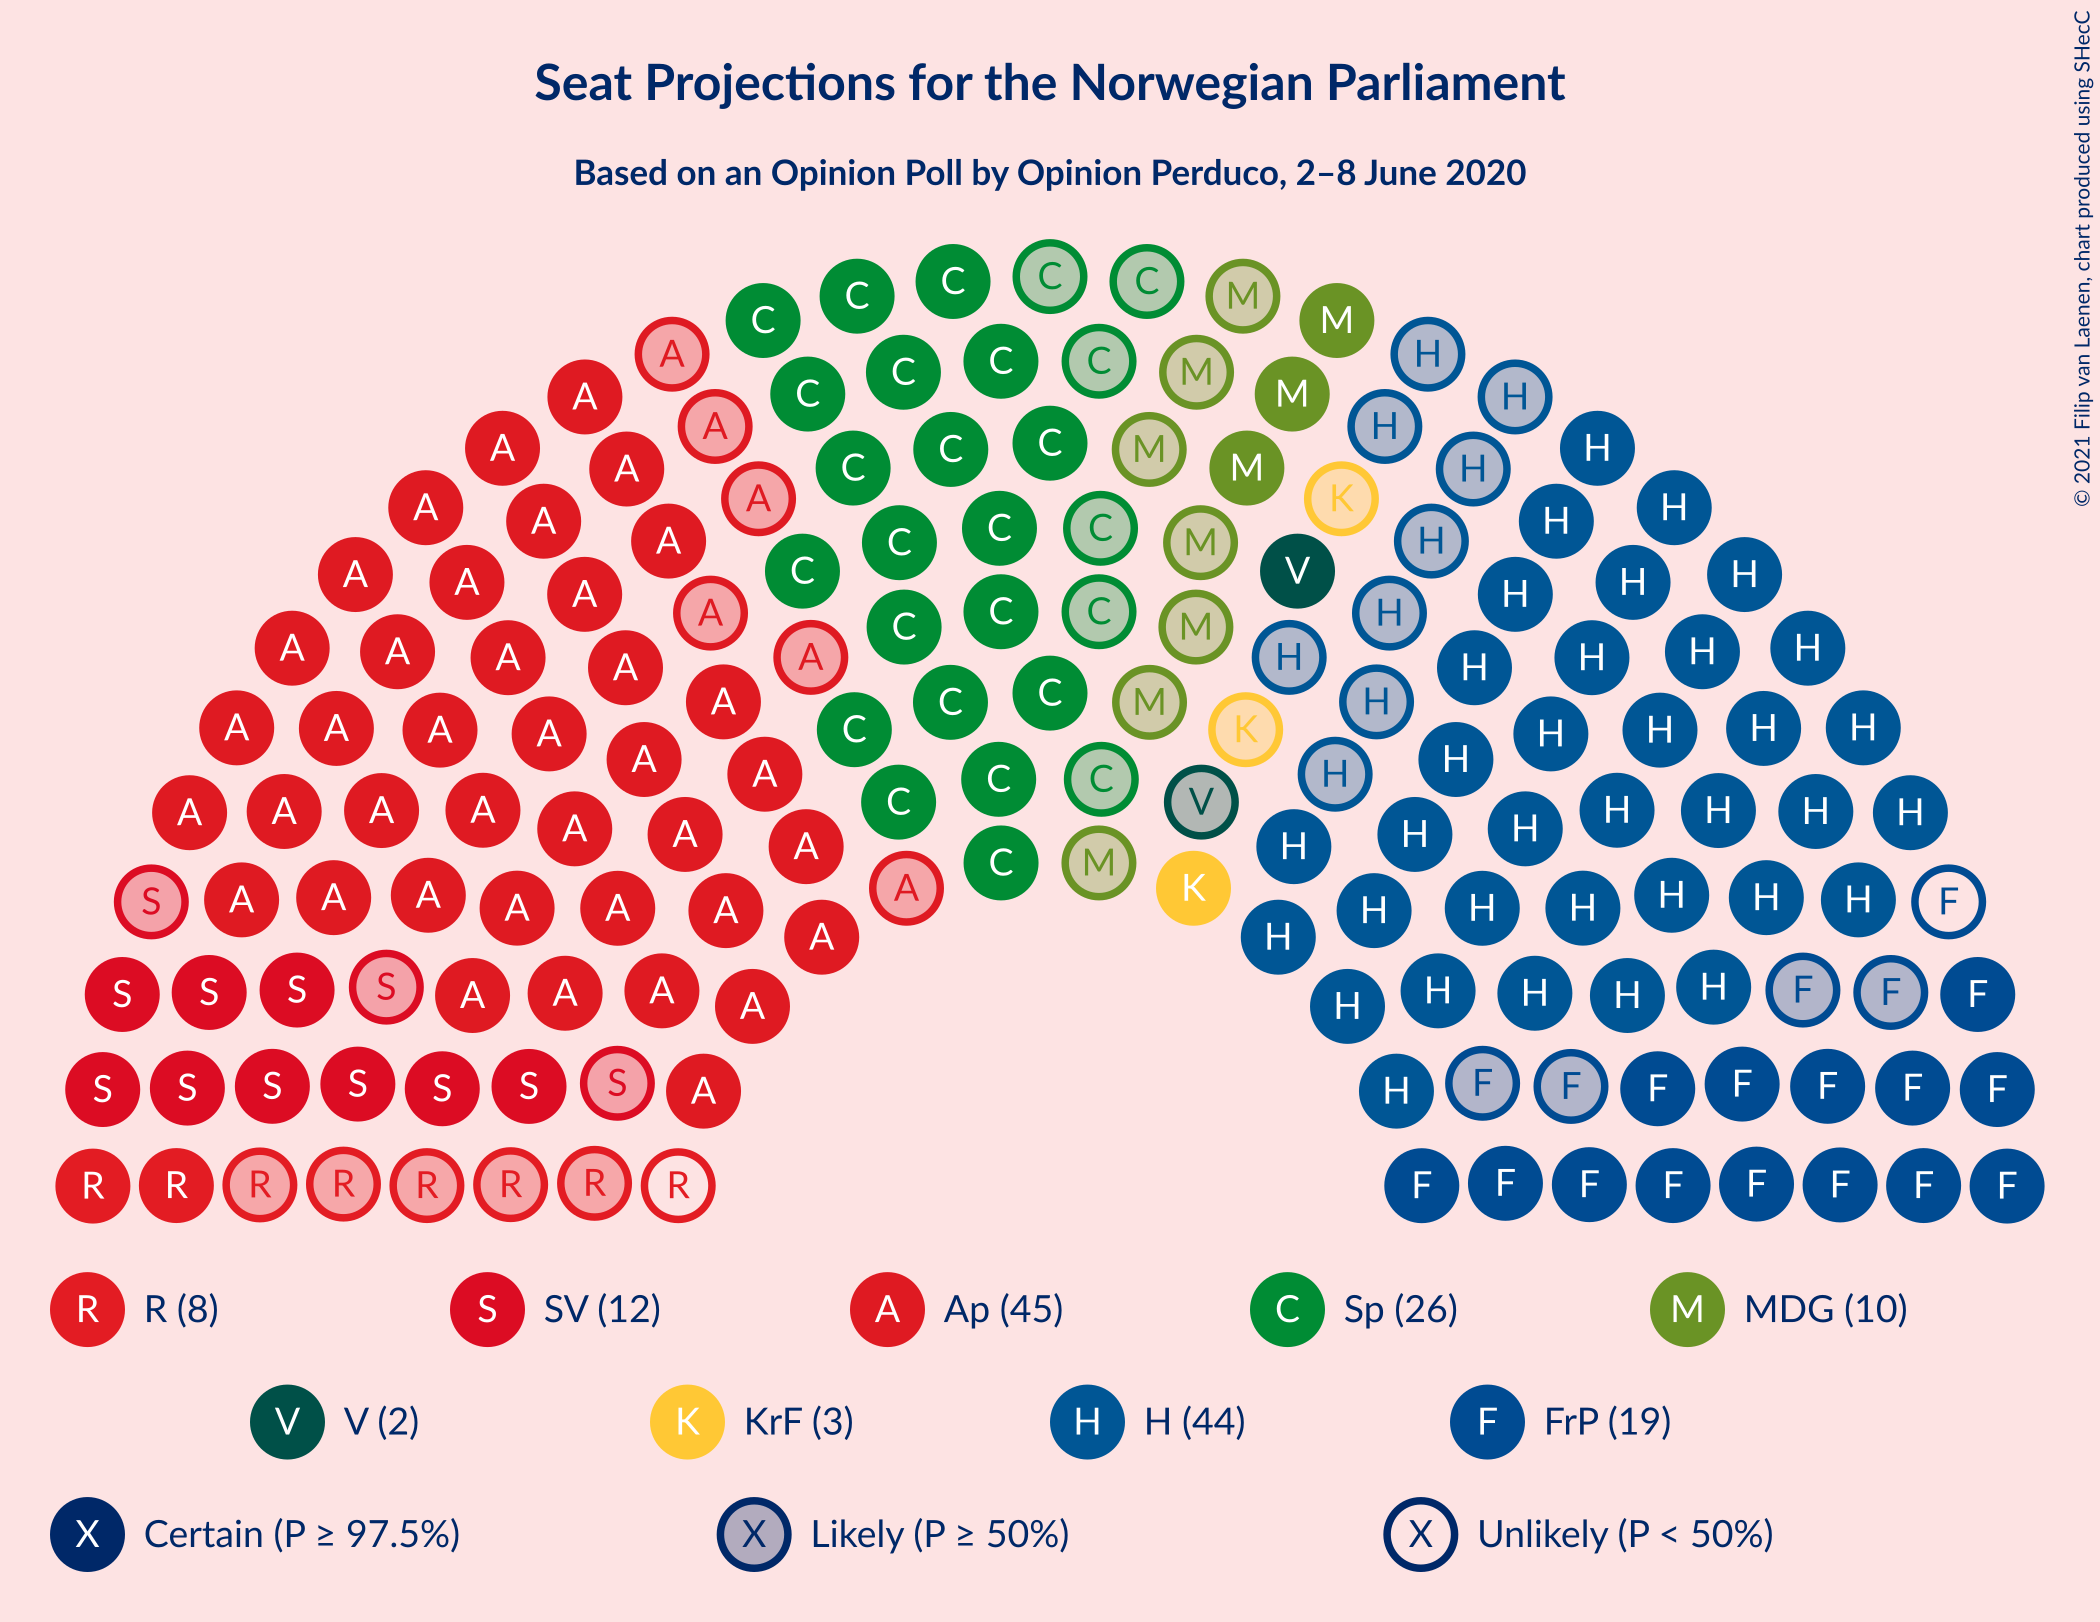 Seat Projections for the Norwegian Parliament
Based on an Opinion Poll by Opinion Perduco, 2–8 June 2020
© 2021 Filip van Laenen, chart produced using SHecC
C C C C C M M
A A C C C C M M H H
A A A C C C M M K H H H
A A A C C C C M V H H H H
A A A A A C C C M H H H H H
A A A A A C C C M K H H H H H
A A A A A A C C C V H H H H H H
A A A A A A A A C M K H H H H H H H
S A A A A A A A H H H H H H H F
S S S S A A A A H H H H H F F F
S S S S S S S A H F F F F F F F
R R R R R R R R F F F F F F F F
R R (8) S SV (12) A Ap (45) C Sp (26) M MDG (10)
V V (2) K KrF (3) H H (44) F FrP (19)
X Certain (P ≥ 97.5%) X Likely (P ≥ 50%) X Unlikely (P < 50%)